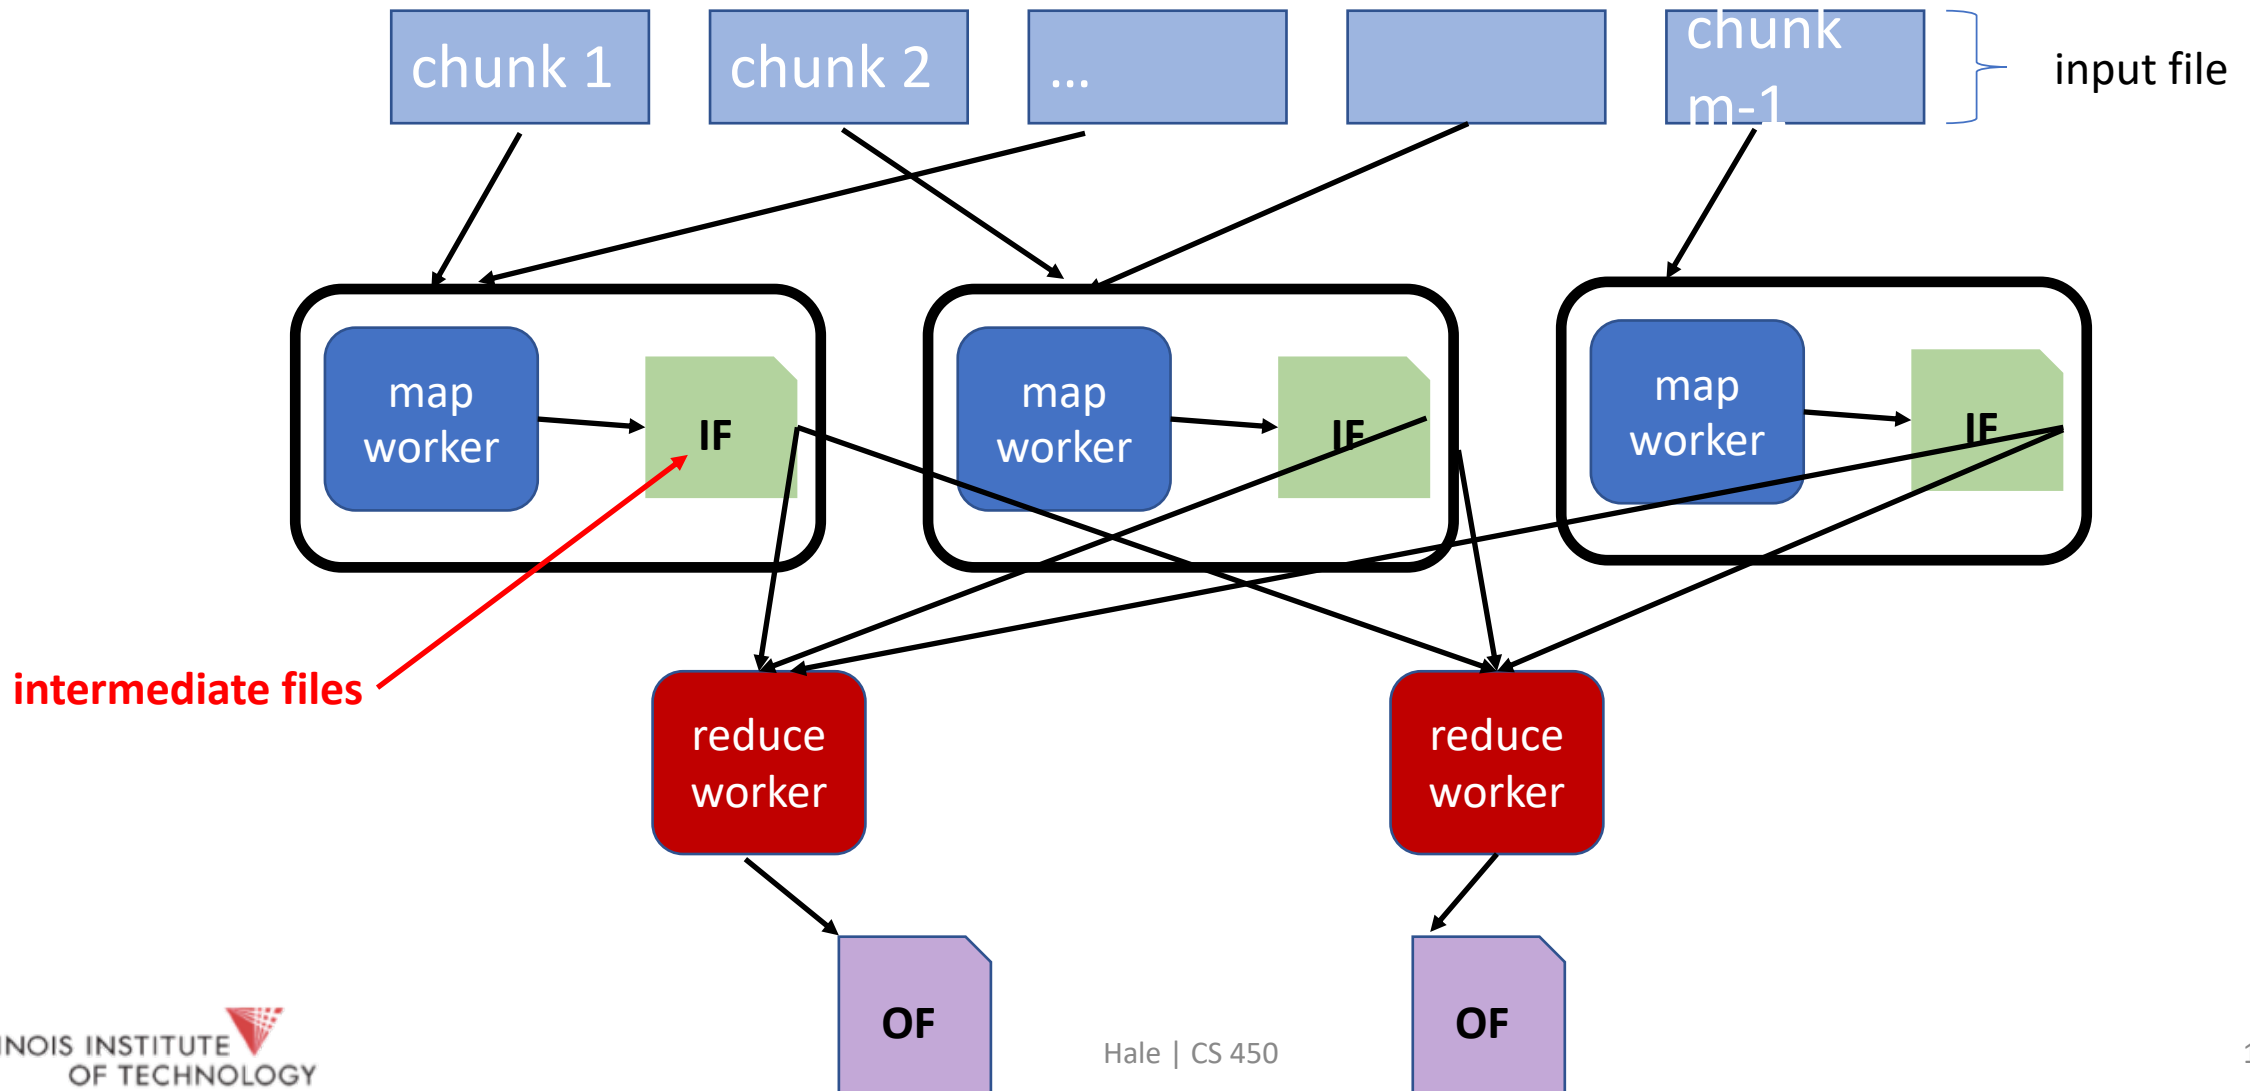 chunk 1
chunk 2
...
chunk
m-1
input file
map
worker
IF
map
worker
IF
map
worker
IF
intermediate files
reduce
worker
reduce
worker
OF
OF
INSTITUTE
OF TECHNOLOGY
Hale | CS 450